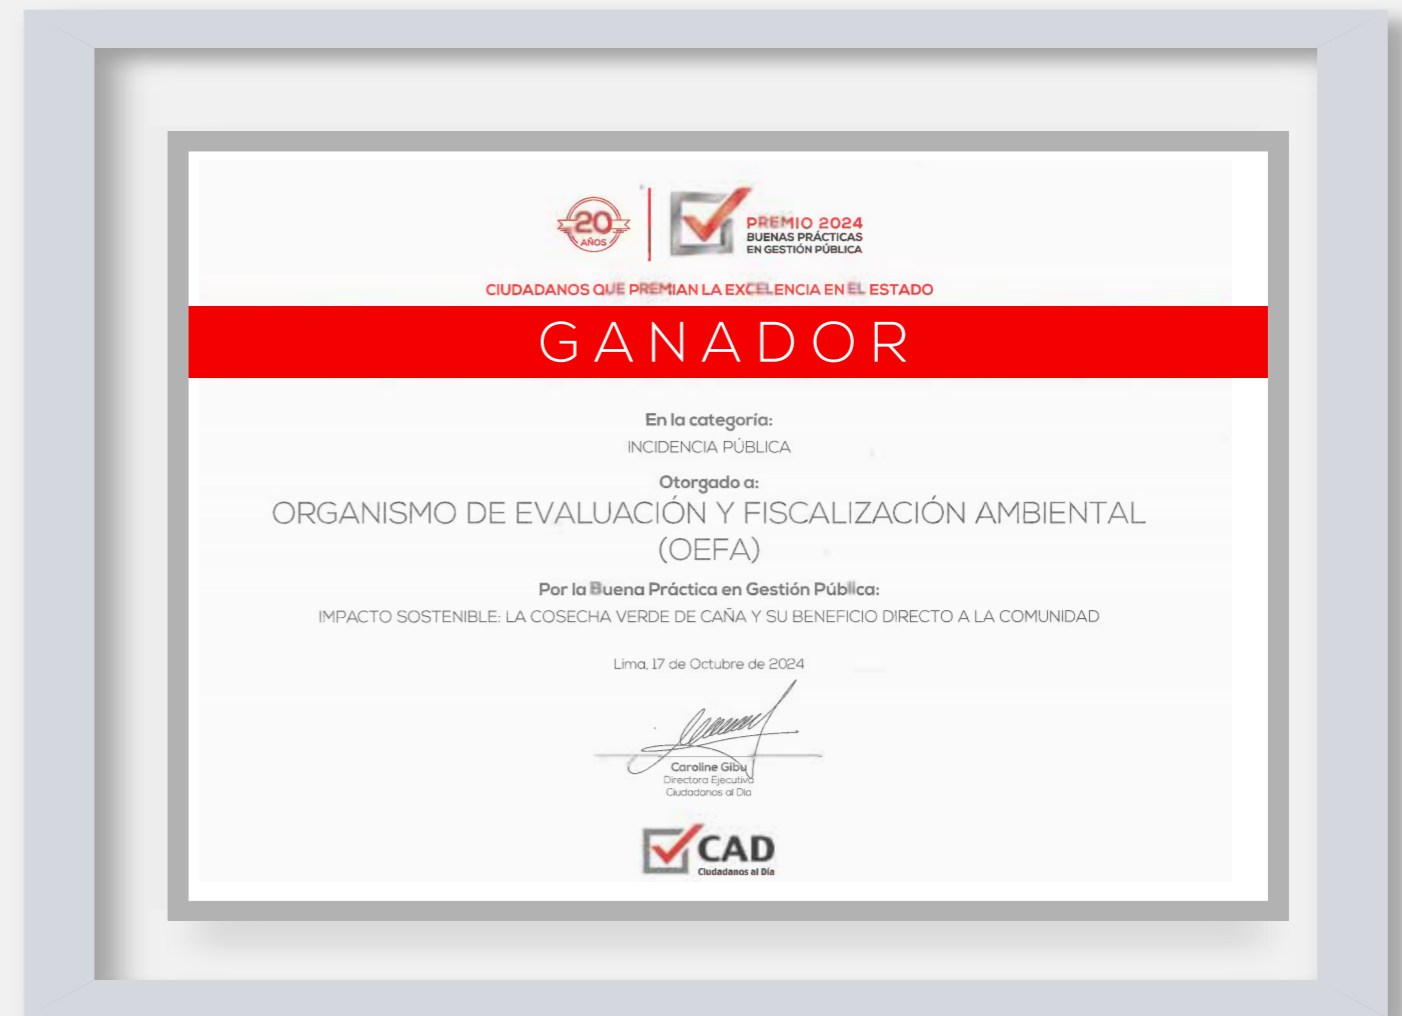 20
AÑOS
PREMIO 2024
BUENAS PRÁCTICAS
EN GESTIÓN PÚBLICA
CIUDADANOS QUE PREMIAN LA EXCELENCIA EN EL ESTADO
GANADOR
En la categoría:
INCIDENCIA PÚBLICA
Otorgado a:
ORGANISMO DE EVALUACIÓN Y FISCALIZACIÓN AMBIENTAL
(OEFA)
Por la Buena Práctica en Gestión Pública:
IMPACTO SOSTENIBLE: LA COSECHA VERDE DE CAÑA Y SU BENEFICIO DIRECTO A LA COMUNIDAD
Lima, 17 de Octubre de 2024
Caroline Gibu
Directora Ejecutiva
Ciudadanos al Día
CAD
Ciudadanos al Día